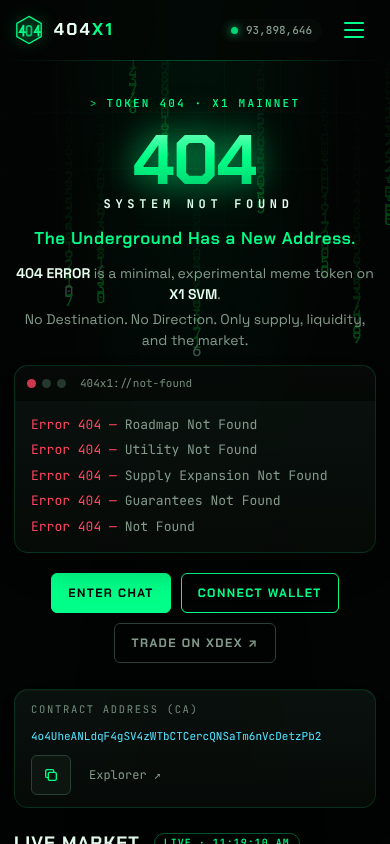 404 404X1 93,898,646
> TOKEN 404 · X1 MAINNET
404
SYSTEM NOT FOUND
The Underground Has a New Address.
404 ERROR is a minimal, experimental meme token on
X1 SVM.
No Destination. No Direction. Only supply, liquidity,
and the market.
404x1://not-found
Error 404 — Roadmap Not Found
Error 404 — Utility Not Found
Error 404 — Supply Expansion Not Found
Error 404 — Guarantees Not Found
Error 404 — Not Found
ENTER CHAT CONNECT WALLET
TRADE ON XDEX ↗
CONTRACT ADDRESS (CA)
4o4UheANLdqF4gSV4zWTbCTCercQNSaTm6nVcDetzPb2
Explorer ↗
LIVE MARKET LIVE · 11:19:10 AM